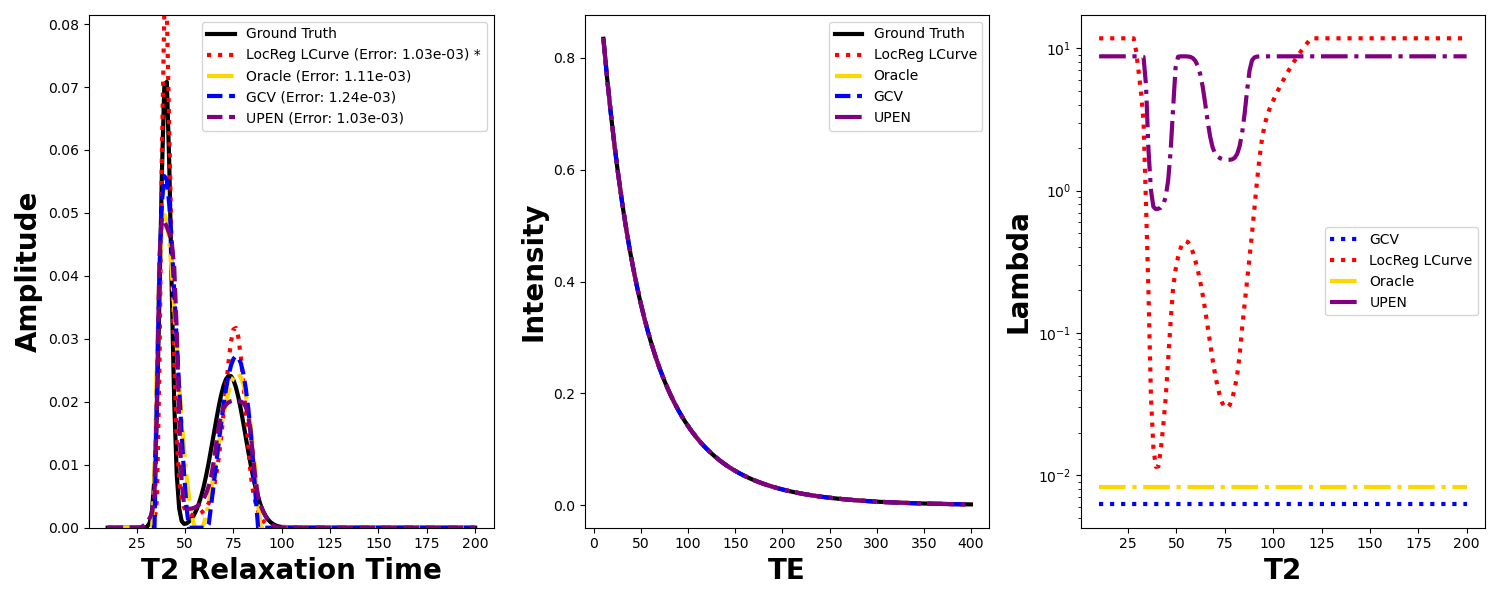 Amplitude
0.08
0.07
0.06
0.05
0.04
0.03
0.02
0.01
0.00
25 50 75 100 125 150 175 200
T2 Relaxation Time
Ground Truth
LocReg LCurve (Error: 1.03e-03) *
Oracle (Error: 1.11e-03)
GCV (Error: 1.24e-03)
UPEN (Error: 1.03e-03)
Intensity
0.8
0.6
0.4
0.2
0.0
0 50 100 150 200 250 300 350 400
TE
Ground Truth
LocReg LCurve
Oracle
GCV
UPEN
Lambda
10¹
10⁰
10⁻¹
10⁻²
25 50 75 100 125 150 175 200
T2
GCV
LocReg LCurve
Oracle
UPEN